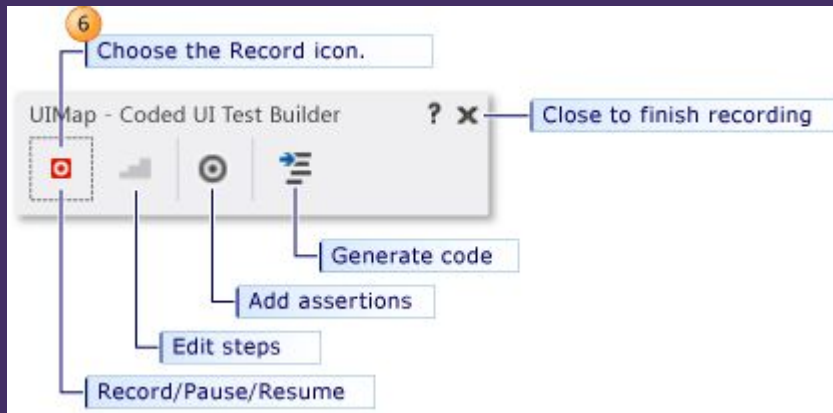 6
Choose the Record icon.
UIMap - Coded UI Test Builder ? X
Close to finish recording
Generate code
Add assertions
Edit steps
Record/Pause/Resume